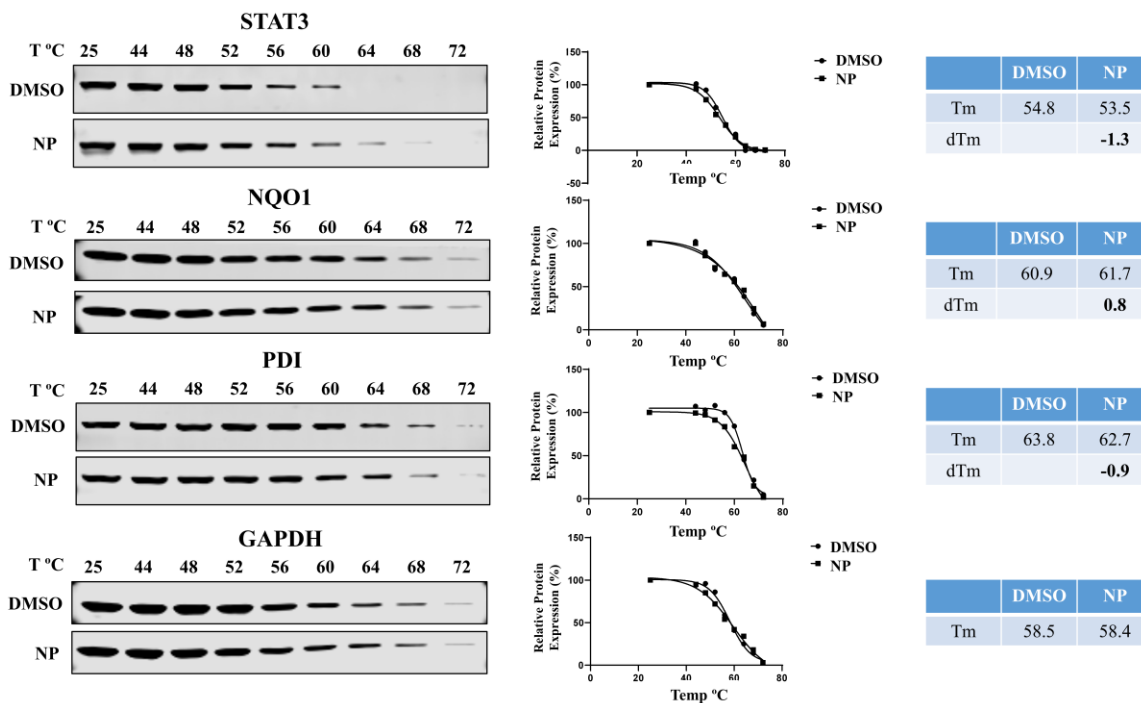 STAT3
T ºC 25 44 48 52 56 60 64 68 72
DMSO
NP
Relative Protein
Expression (%)
150
100
50
0
-50
20 40 60 80
Temp ºC
DMSO
NP
DMSO NP
Tm 54.8 53.5
dTm -1.3
NQO1
T ºC 25 44 48 52 56 60 64 68 72
DMSO
NP
Relative Protein
Expression (%)
150
100
50
0
0 20 40 60 80
Temp ºC
DMSO
NP
DMSO NP
Tm 60.9 61.7
dTm 0.8
PDI
T ºC 25 44 48 52 56 60 64 68 72
DMSO
NP
Relative Protein
Expression (%)
150
100
50
0
0 20 40 60 80
Temp ºC
DMSO
NP
DMSO NP
Tm 63.8 62.7
dTm -0.9
GAPDH
T ºC 25 44 48 52 56 60 64 68 72
DMSO
NP
Relative Protein
Expression (%)
150
100
50
0
0 20 40 60 80
Temp ºC
DMSO
NP
DMSO NP
Tm 58.5 58.4